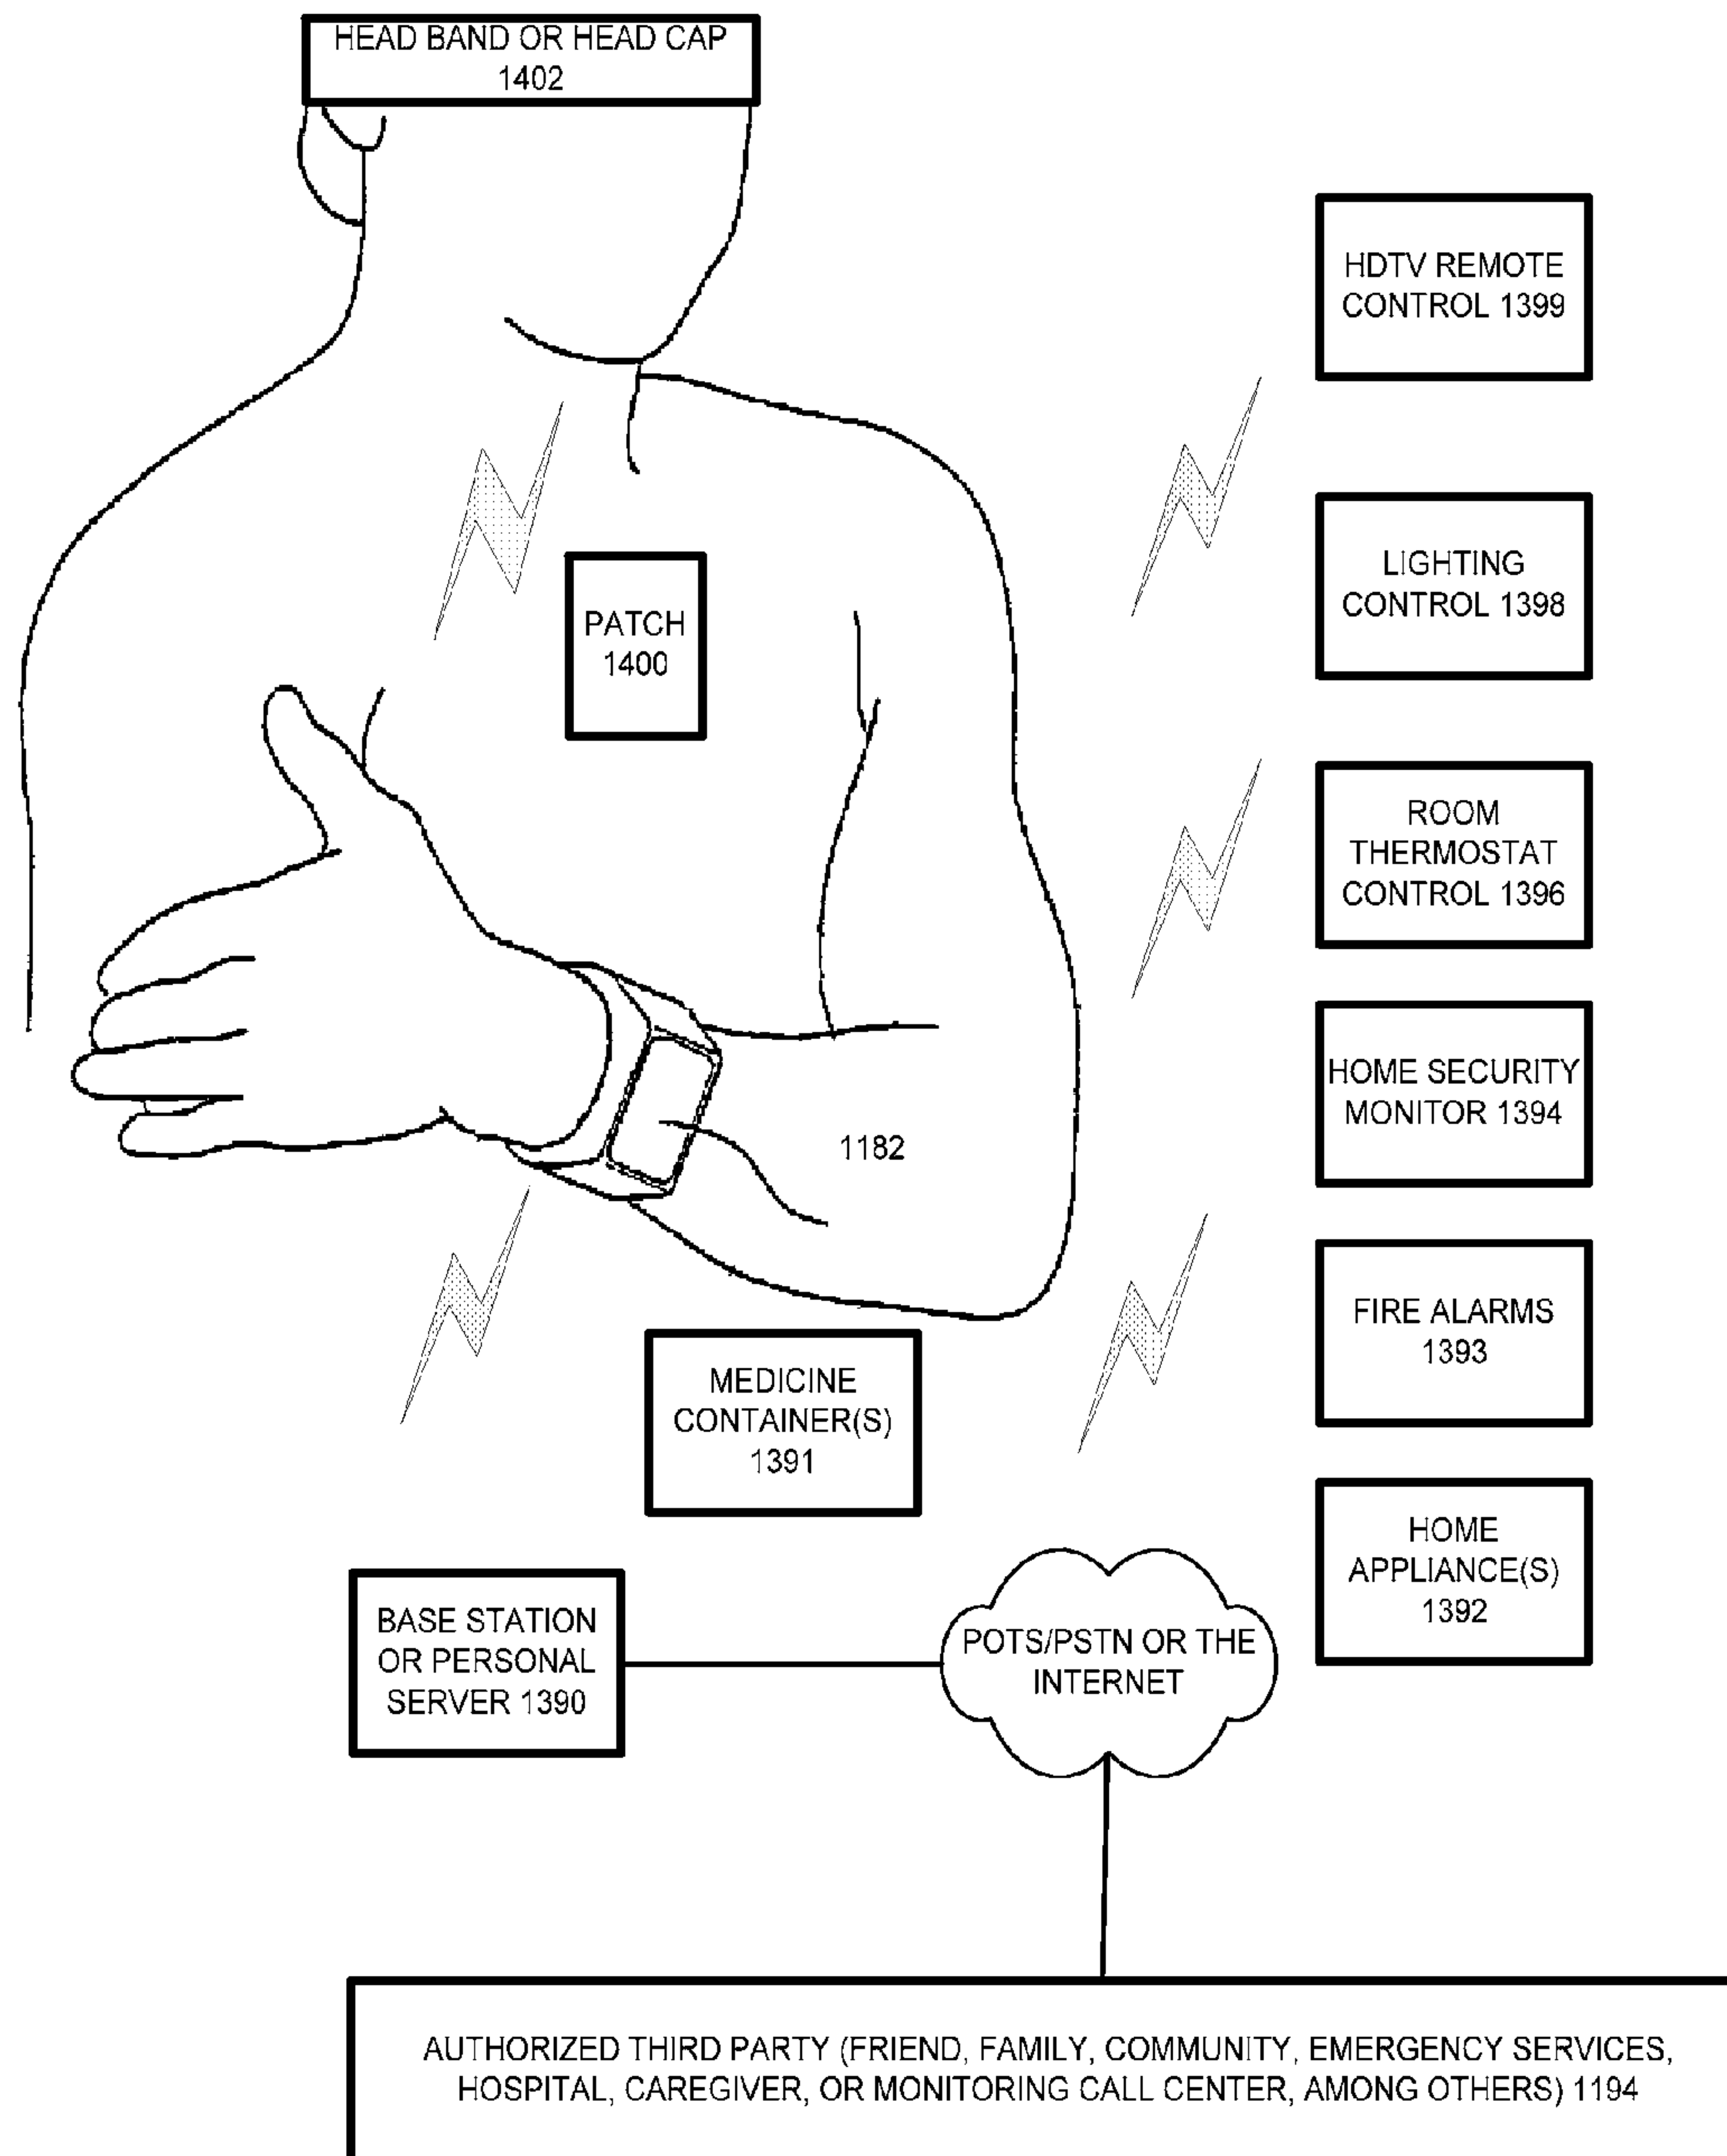 HEAD BAND OR HEAD CAP
1402
HDTV REMOTE
CONTROL 1399
LIGHTING
CONTROL 1398
PATCH
1400
ROOM
THERMOSTAT
CONTROL 1396
HOME SECURITY
MONITOR 1394
1182
FIRE ALARMS
1393
MEDICINE
CONTAINER(S)
1391
HOME
APPLIANCE(S)
1392
BASE STATION
OR PERSONAL
SERVER 1390
POTS/PSTN OR THE
INTERNET
AUTHORIZED THIRD PARTY (FRIEND, FAMILY, COMMUNITY, EMERGENCY SERVICES,
HOSPITAL, CAREGIVER, OR MONITORING CALL CENTER, AMONG OTHERS) 1194